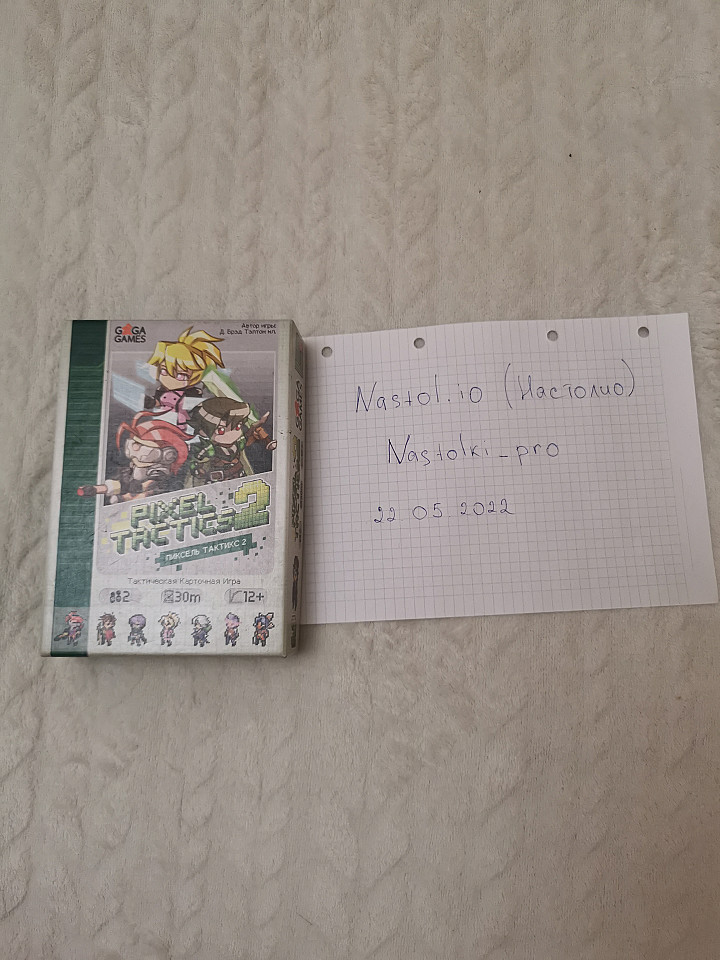 GAGA
GAMES
Автор игры:
Д. Брэд Тэлтон мл.
PIXEL
TACTICS 2
ПИКСЕЛЬ ТАКТИКС 2
Тактическая Карточная Игра
2 30m 12+
Nastol.io (Настолио)
Nastolki_pro
22 05 2022